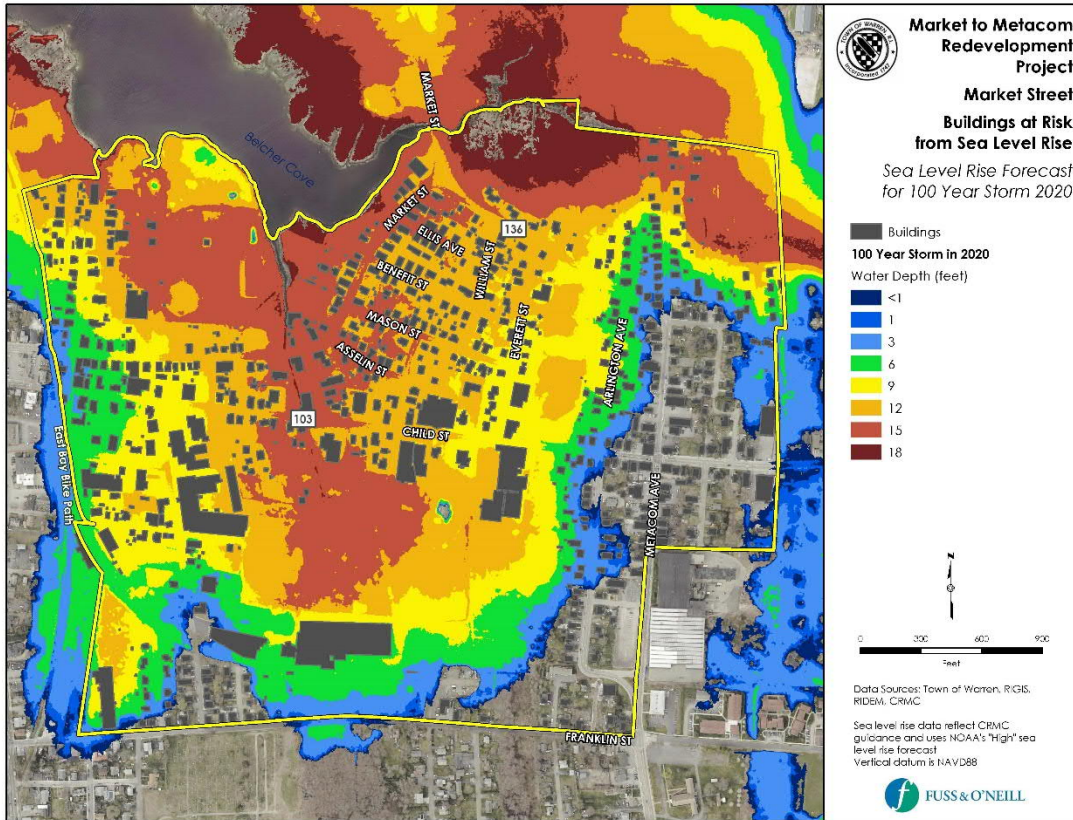 Market to Metacom
Redevelopment
Project
Market Street
Buildings at Risk
from Sea Level Rise
Sea Level Rise Forecast
for 100 Year Storm 2020
Buildings
100 Year Storm in 2020
Water Depth (feet)
<1
1
3
6
9
12
15
18
N
0 300 600 900
Feet
Data Sources: Town of Warren, RIGIS,
RIDEM, CRMC
Sea level rise data reflect CRMC
guidance and uses NOAA's "High" sea
level rise forecast
Vertical datum is NAVD88
FUSS & O'NEILL
TOWN OF WARREN, R.I.
INCORPORATED 1747
Belcher Cove
MARKET ST
MARKET ST
ELLIS AVE
136
BENEFIT ST
WILLIAM ST
MASON ST
EVERETT ST
ASSELIN ST
ARLINGTON AVE
103
CHILD ST
East Bay Bike Path
METACOM AVE
FRANKLIN ST